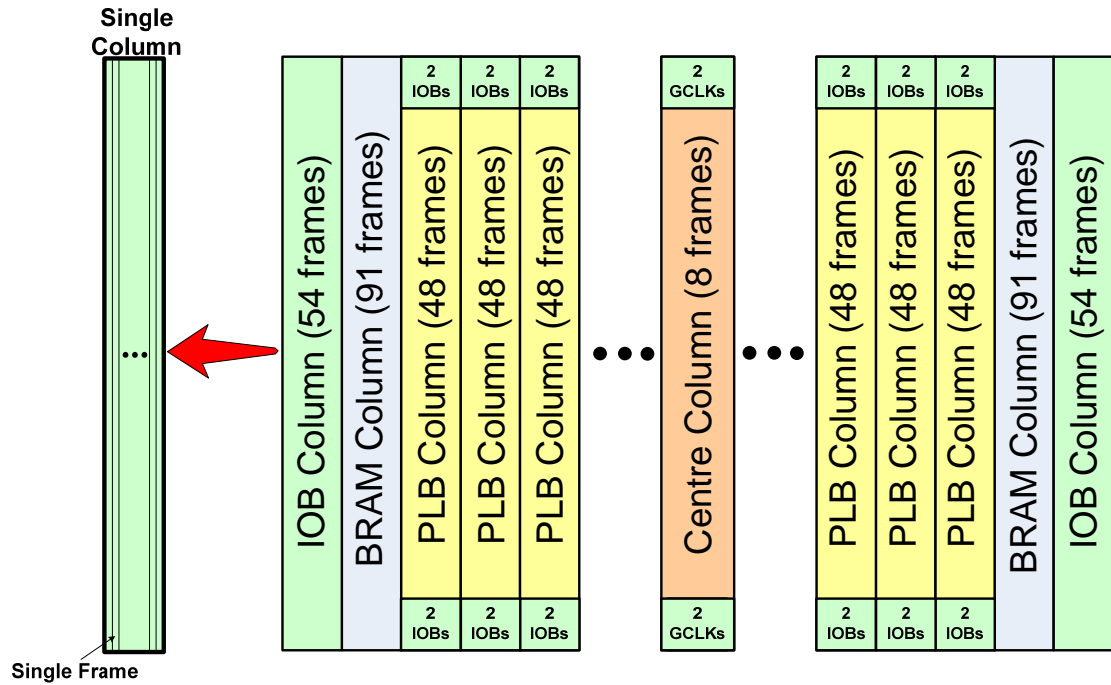 Single
Column
2
IOBs
2
IOBs
2
IOBs
2
GCLKs
2
IOBs
2
IOBs
2
IOBs
IOB Column (54 frames)
BRAM Column (91 frames)
PLB Column (48 frames)
PLB Column (48 frames)
PLB Column (48 frames)
Centre Column (8 frames)
PLB Column (48 frames)
PLB Column (48 frames)
PLB Column (48 frames)
BRAM Column (91 frames)
IOB Column (54 frames)
2
IOBs
2
IOBs
2
IOBs
2
GCLKs
2
IOBs
2
IOBs
2
IOBs
Single Frame